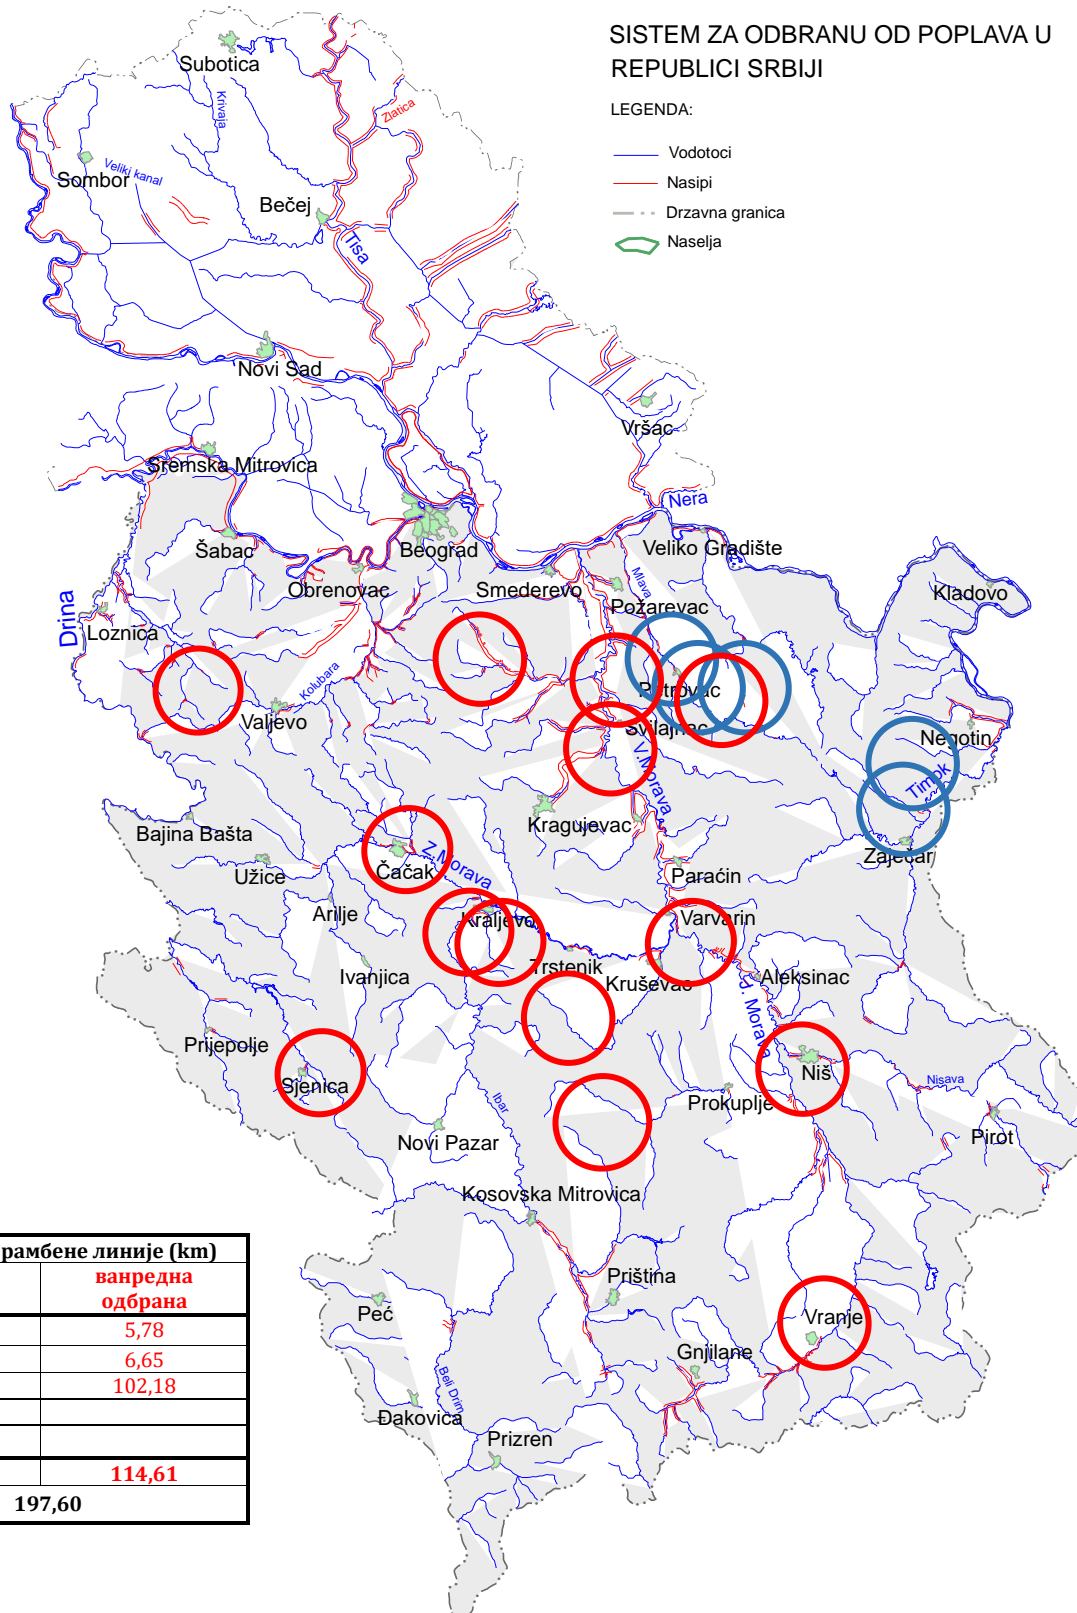 SISTEM ZA ODBRANU OD POPLAVA U
REPUBLICI SRBIJI
LEGENDA:
Vodotoci
Nasipi
Drzavna granica
Naselja
Subotica
Krivaja
Zlatica
Sombor
Veliki kanal
Bečej
Tisa
Novi Sad
Vršac
Sremska Mitrovica
Nera
Šabac
Beograd
Veliko Gradište
Obrenovac
Smederevo
Mlava
Kladovo
Požarevac
Drina
Loznica
Kolubara
Petrovac
Valjevo
Svilajnac
Negotin
V.Morava
Timok
Bajina Bašta
Kragujevac
Zaječar
Užice
Čačak
Z.Morava
Paraćin
Arilje
Kraljevo
Varvarin
Ivanjica
Trstenik
Kruševac
Aleksinac
J. Morava
Prijepolje
Sjenica
Niš
Nisava
Ibar
Prokuplje
Novi Pazar
Pirot
Kosovska Mitrovica
Priština
Peć
Vranje
Gnjilane
Beli Drim
Đakovica
Prizren
рамбене линије (km)
ванредна
одбрана
5,78
6,65
102,18
114,61
197,60